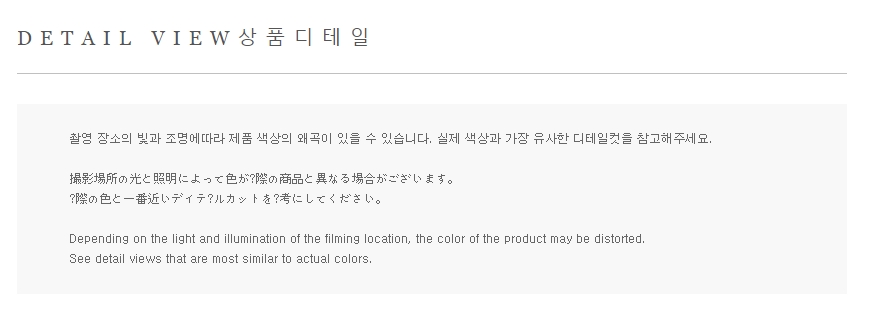 DETAIL VIEW상품디테일
촬영 장소의 빛과 조명에따라 제품 색상의 왜곡이 있을 수 있습니다. 실제 색상과 가장 유사한 디테일컷을 참고해주세요.
撮影場所の光と照明によって色が?際の商品と異なる場合がございます。
?際の色と一番近いディテ?ルカットを?考にしてください。
Depending on the light and illumination of the filming location, the color of the product may be distorted.
See detail views that are most similar to actual colors.